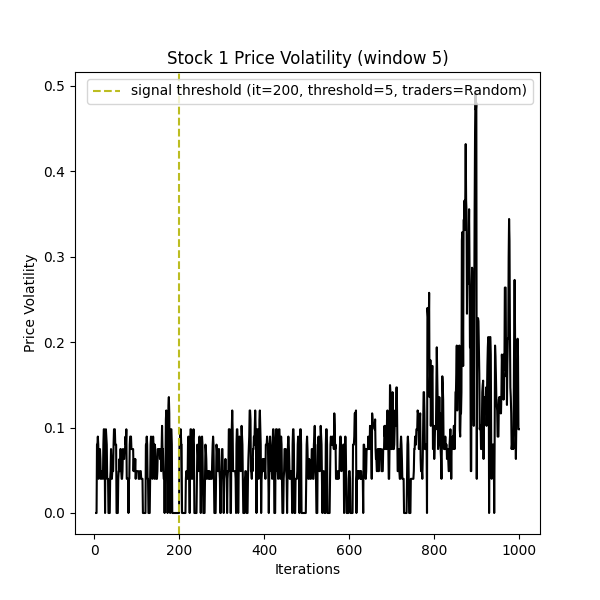 Stock 1 Price Volatility (window 5)
signal threshold (it=200, threshold=5, traders=Random)
0.5
0.4
0.3
0.2
0.1
0.0
Price Volatility
0 200 400 600 800 1000
Iterations